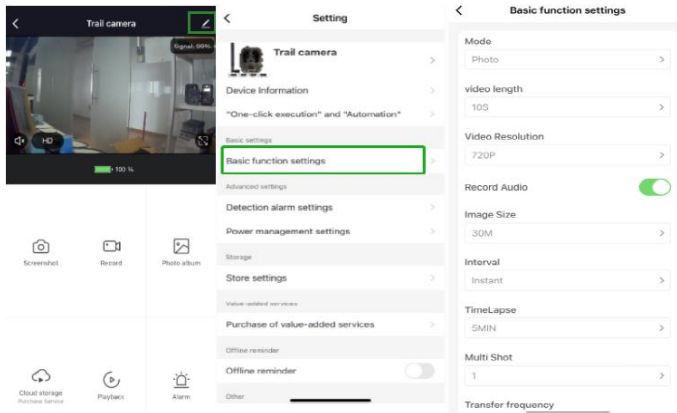 Trail camera
Signal: 99%
HD
100 %
Screenshot
Record
Photo album
Cloud storage
Purchase Service
Playback
Alarm
Setting
Trail camera
Device Information
"One-click execution" and "Automation"
Basic settings
Basic function settings
Advanced settings
Detection alarm settings
Power management settings
Storage
Store settings
Value-added services
Purchase of value-added services
Offline reminder
Offline reminder
Other
Basic function settings
Mode
Photo
video length
10S
Video Resolution
720P
Record Audio
Image Size
30M
Interval
Instant
TimeLapse
5MIN
Multi Shot
1
Transfer frequency